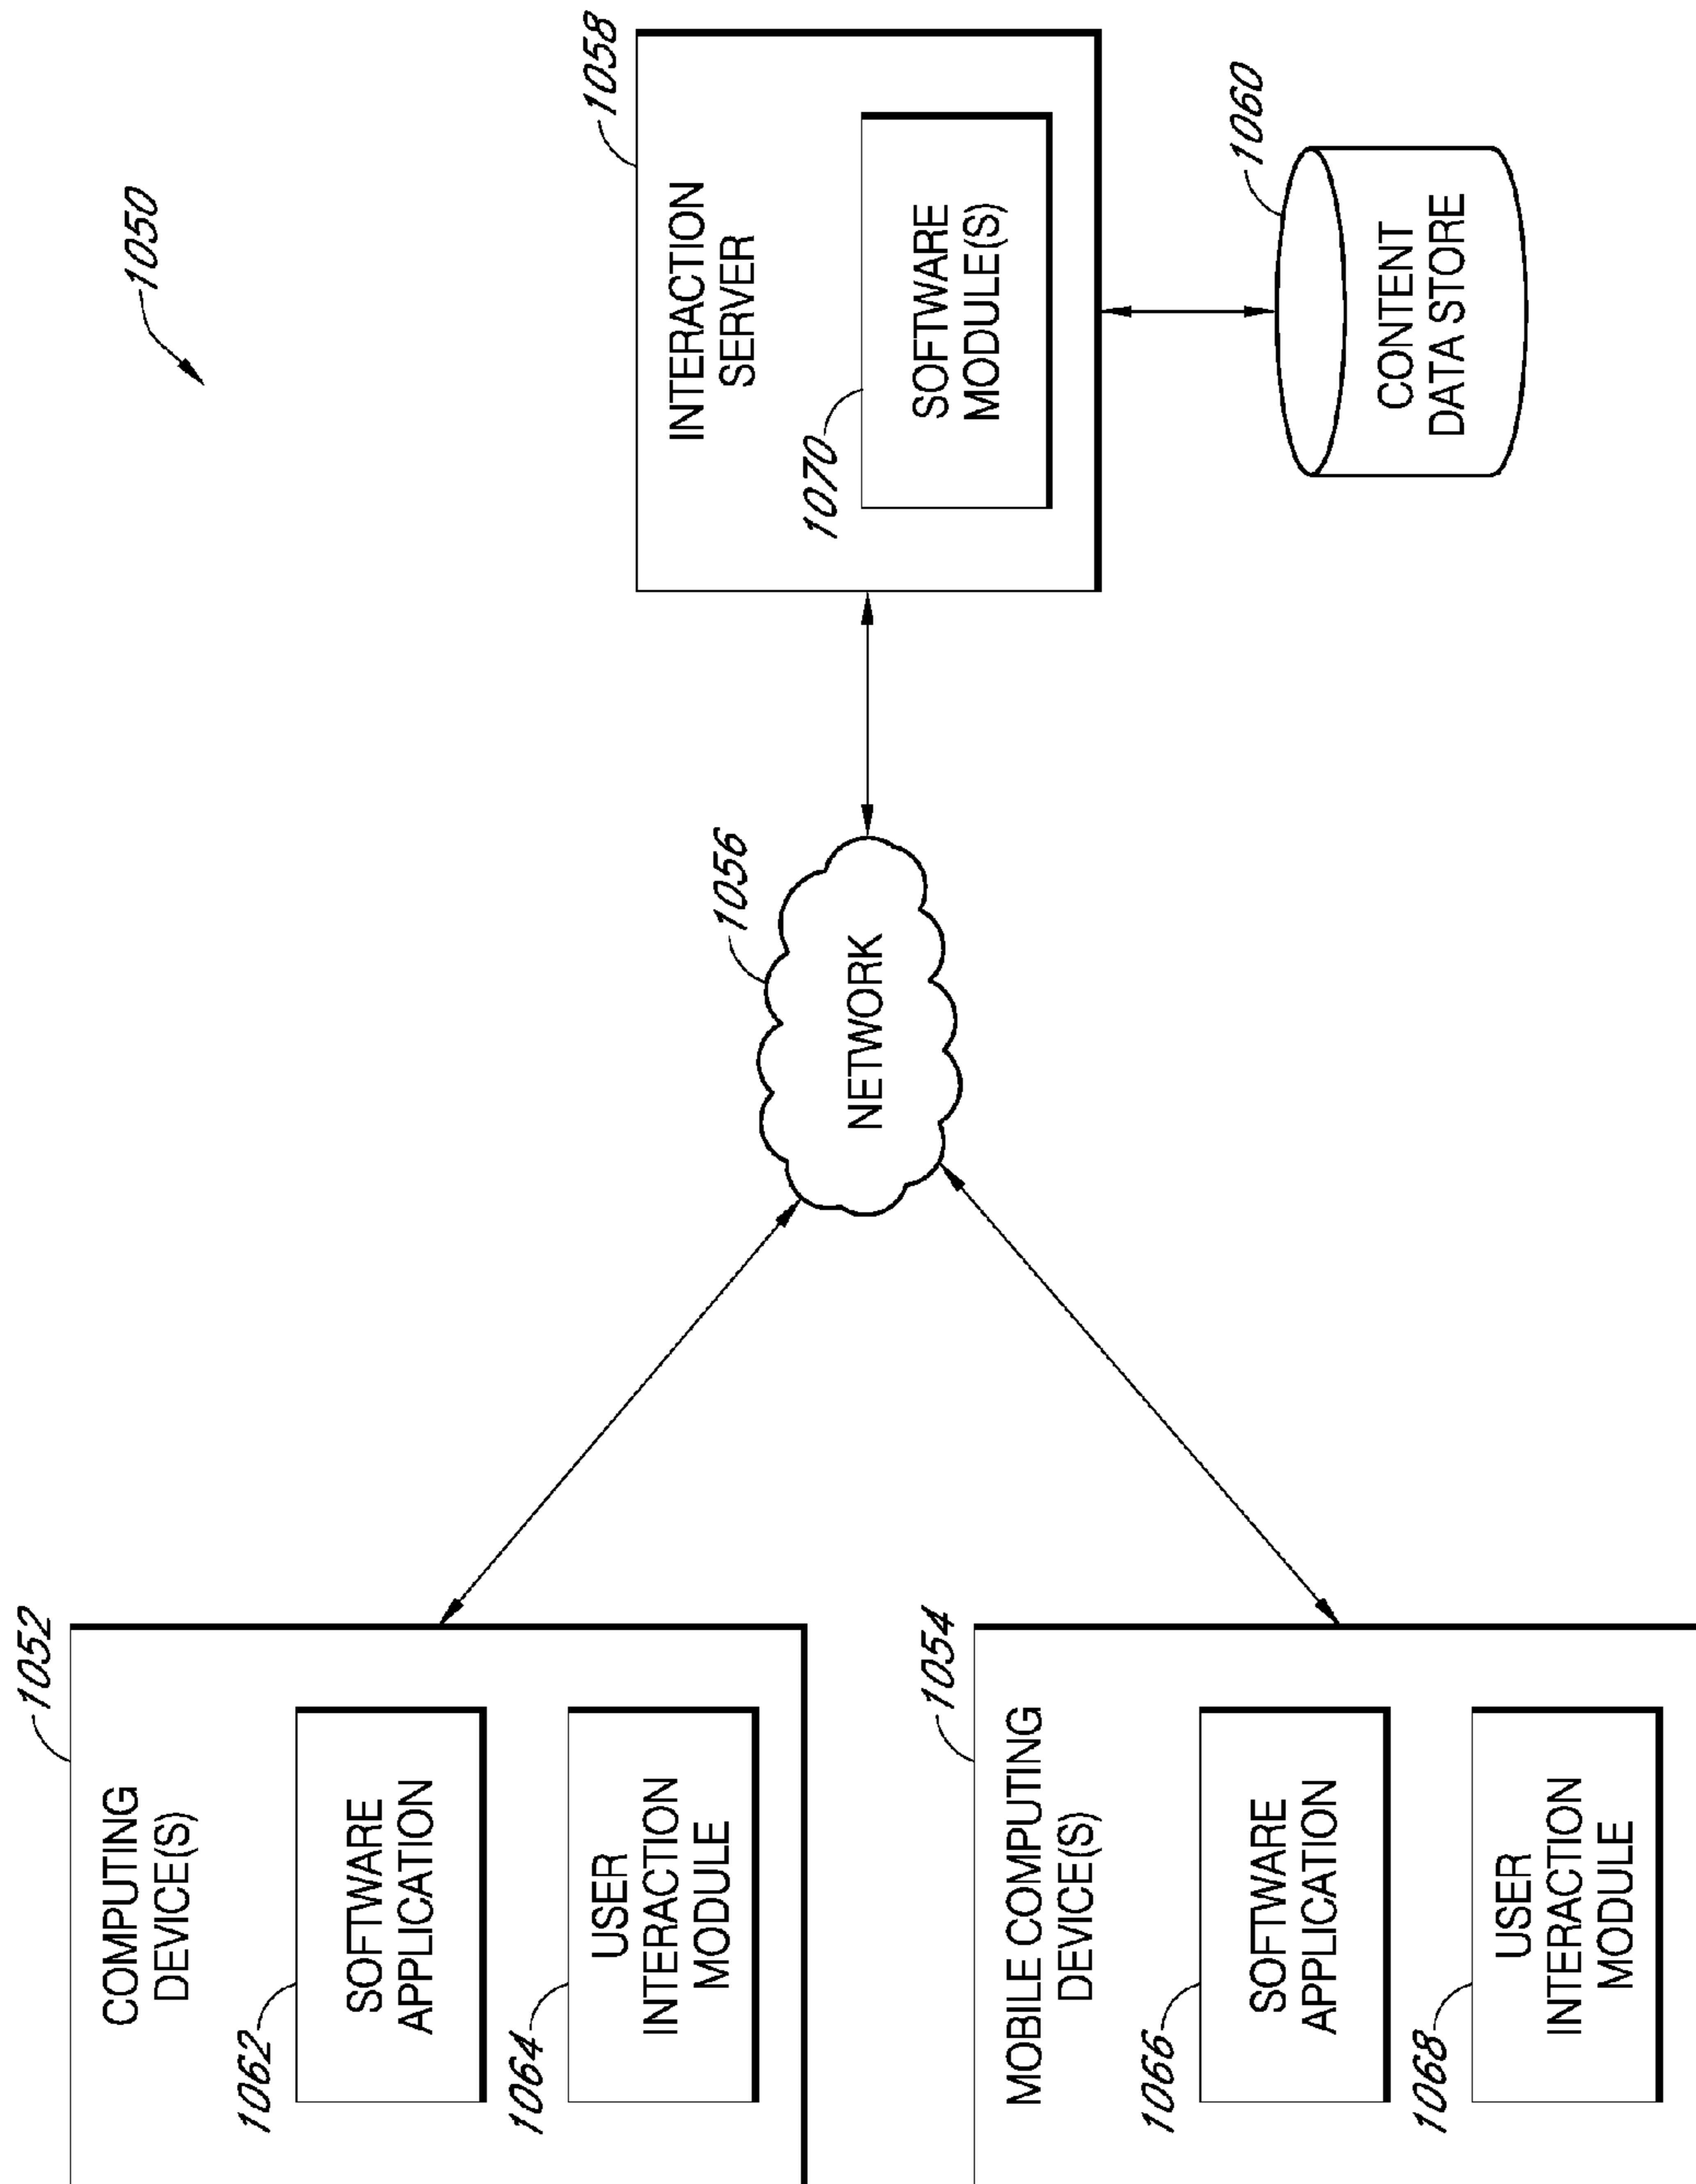 1050
1052
COMPUTING
DEVICE(S)
1062
SOFTWARE
APPLICATION
1064
USER
INTERACTION
MODULE
1054
MOBILE COMPUTING
DEVICE(S)
1066
SOFTWARE
APPLICATION
1068
USER
INTERACTION
MODULE
1056
NETWORK
1058
INTERACTION
SERVER
1070
SOFTWARE
MODULE(S)
1060
CONTENT
DATA STORE